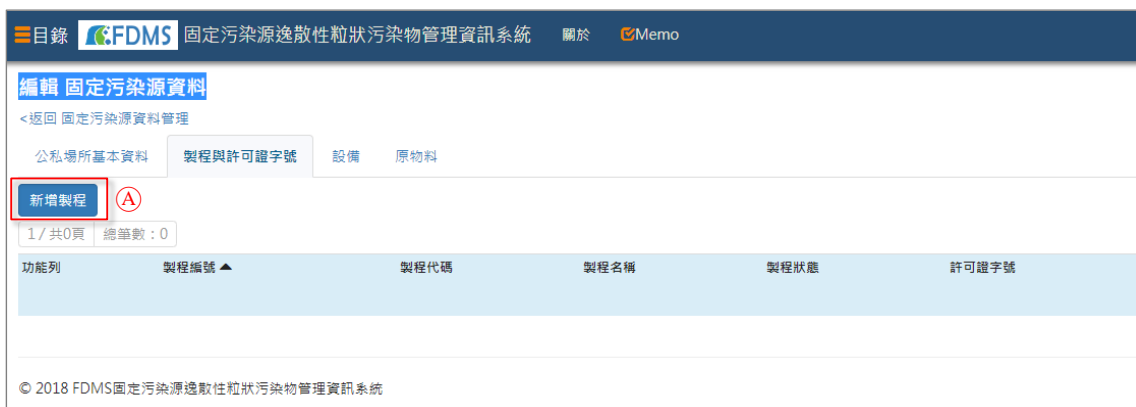 目錄 FDMS 固定污染源逸散性粒狀污染物管理資訊系統 關於 Memo
編輯 固定污染源資料
<返回 固定污染源資料管理
公私場所基本資料 製程與許可證字號 設備 原物料
新增製程 A
1 / 共0頁 總筆數：0
功能列 製程編號▲ 製程代碼 製程名稱 製程狀態 許可證字號
© 2018 FDMS固定污染源逸散性粒狀污染物管理資訊系統